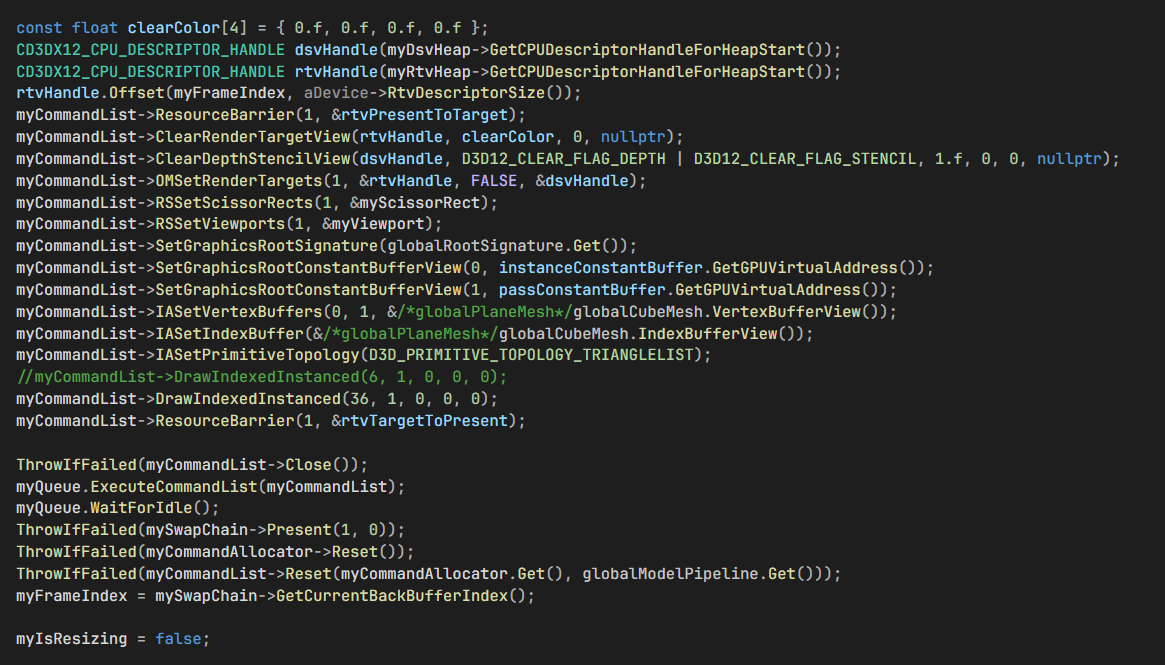 const float clearColor[4] = { 0.f, 0.f, 0.f, 0.f };
CD3DX12_CPU_DESCRIPTOR_HANDLE dsvHandle(myDsvHeap->GetCPUDescriptorHandleForHeapStart());
CD3DX12_CPU_DESCRIPTOR_HANDLE rtvHandle(myRtvHeap->GetCPUDescriptorHandleForHeapStart());
rtvHandle.Offset(myFrameIndex, aDevice->RtvDescriptorSize());
myCommandList->ResourceBarrier(1, &rtvPresentToTarget);
myCommandList->ClearRenderTargetView(rtvHandle, clearColor, 0, nullptr);
myCommandList->ClearDepthStencilView(dsvHandle, D3D12_CLEAR_FLAG_DEPTH | D3D12_CLEAR_FLAG_STENCIL, 1.f, 0, 0, nullptr);
myCommandList->OMSetRenderTargets(1, &rtvHandle, FALSE, &dsvHandle);
myCommandList->RSSetScissorRects(1, &myScissorRect);
myCommandList->RSSetViewports(1, &myViewport);
myCommandList->SetGraphicsRootSignature(globalRootSignature.Get());
myCommandList->SetGraphicsRootConstantBufferView(0, instanceConstantBuffer.GetGPUVirtualAddress());
myCommandList->SetGraphicsRootConstantBufferView(1, passConstantBuffer.GetGPUVirtualAddress());
myCommandList->IASetVertexBuffers(0, 1, &/*globalPlaneMesh*/globalCubeMesh.VertexBufferView());
myCommandList->IASetIndexBuffer(&/*globalPlaneMesh*/globalCubeMesh.IndexBufferView());
myCommandList->IASetPrimitiveTopology(D3D_PRIMITIVE_TOPOLOGY_TRIANGLELIST);
//myCommandList->DrawIndexedInstanced(6, 1, 0, 0, 0);
myCommandList->DrawIndexedInstanced(36, 1, 0, 0, 0);
myCommandList->ResourceBarrier(1, &rtvTargetToPresent);

ThrowIfFailed(myCommandList->Close());
myQueue.ExecuteCommandList(myCommandList);
myQueue.WaitForIdle();
ThrowIfFailed(mySwapChain->Present(1, 0));
ThrowIfFailed(myCommandAllocator->Reset());
ThrowIfFailed(myCommandList->Reset(myCommandAllocator.Get(), globalModelPipeline.Get()));
myFrameIndex = mySwapChain->GetCurrentBackBufferIndex();

myIsResizing = false;